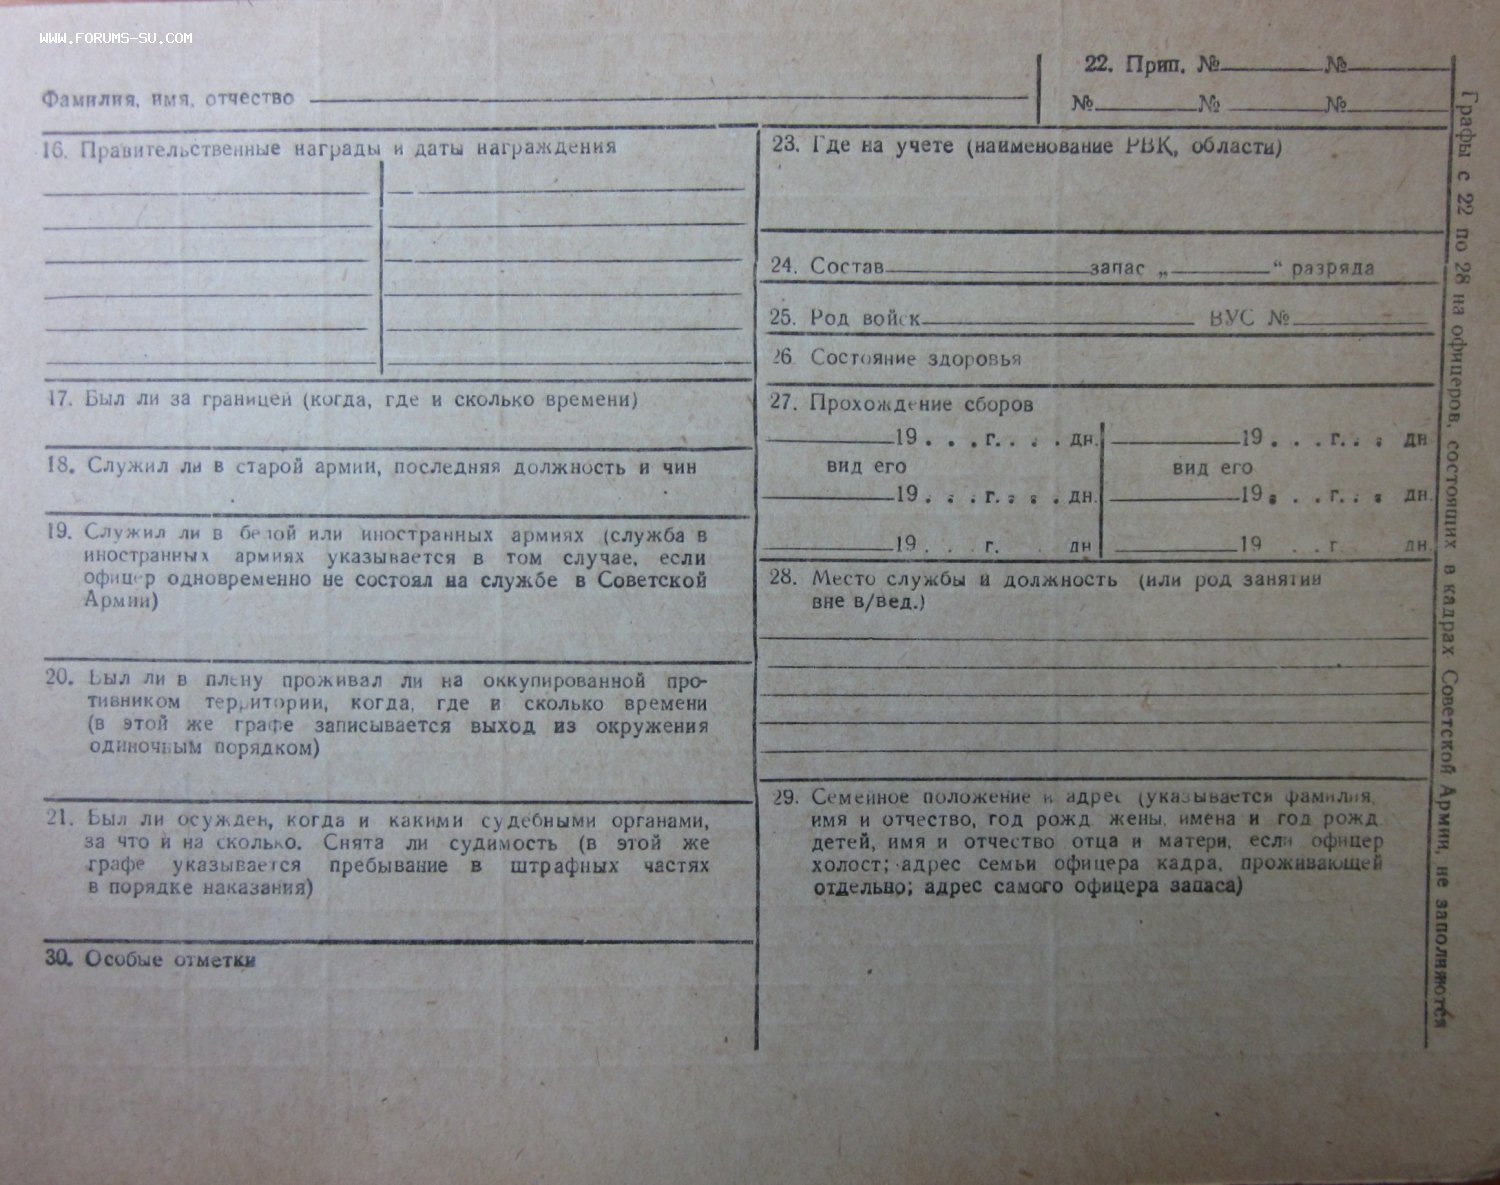 WWW.FORUMS-SU.COM
Фамилия, имя, отчество
22. Прип. № №
№ № №
16. Правительственные награды и даты награждения
17. Был ли за границей (когда, где и сколько времени)
18. Служил ли в старой армии, последняя должность и чин
19. Служил ли в белой или иностранных армиях (служба в
иностранных армиях указывается в том случае, если
офицер одновременно не состоял на службе в Советской
Армии)
20. Был ли в плену проживал ли на оккупированной про-
тивником территории, когда, где и сколько времени
(в этой же графе записывается выход из окружения
одиночным порядком)
21. Был ли осужден, когда и какими судебными органами,
за что и на сколько. Снята ли судимость (в этой же
графе указывается пребывание в штрафных частях
в порядке наказания)
30. Особые отметки
23. Где на учете (наименование РВК, области)
24. Состав запас „ “ разряда
25. Род войск ВУС №
26 Состояние здоровья
27. Прохождение сборов
19 . . . г. . . . дн. 19 . . . г. . . дн
вид его вид его
19 . . . г. . . . дн. 19 . . . г. . . дн.
19 . . г. . дн 19 . . г дн.
28. Место службы и должность (или род занятий
вне в/вед.)
29. Семейное положение и адрес (указывается фамилия,
имя и отчество, год рожд. жены, имена и год рожд.
детей, имя и отчество отца и матери, если офицер
холост; адрес семьи офицера кадра, проживающей
отдельно; адрес самого офицера запаса)
Графы с 22 по 28 на офицеров, состоящих в кадрах Советской Армии, не заполняются